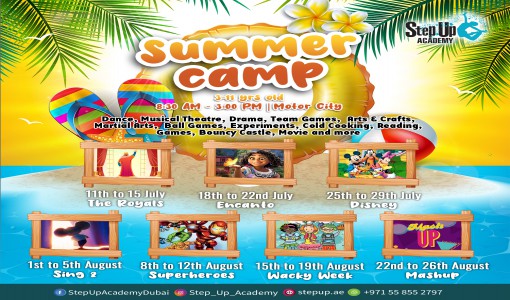 Step Up
ACADEMY
summer
camp
3-11 yrs old
8:30 AM - 3:00 PM | Motor City
Dance, Musical Theatre, Drama, Team Games, Arts & Crafts,
Martial Arts, Ball Games, Experiments, Cold Cooking, Reading,
Games, Bouncy Castle, Movie and more
11th to 15 July
The Royals
18th to 22nd July
Encanto
25th to 29th July
Disney
1st to 5th August
Sing 2
8th to 12th August
Superheroes
15th to 19th August
Wacky Week
UP
22nd to 26th August
Mashup
StepUpAcademyDubai
Step_Up_Academy
stepup.ae
+971 55 855 2797